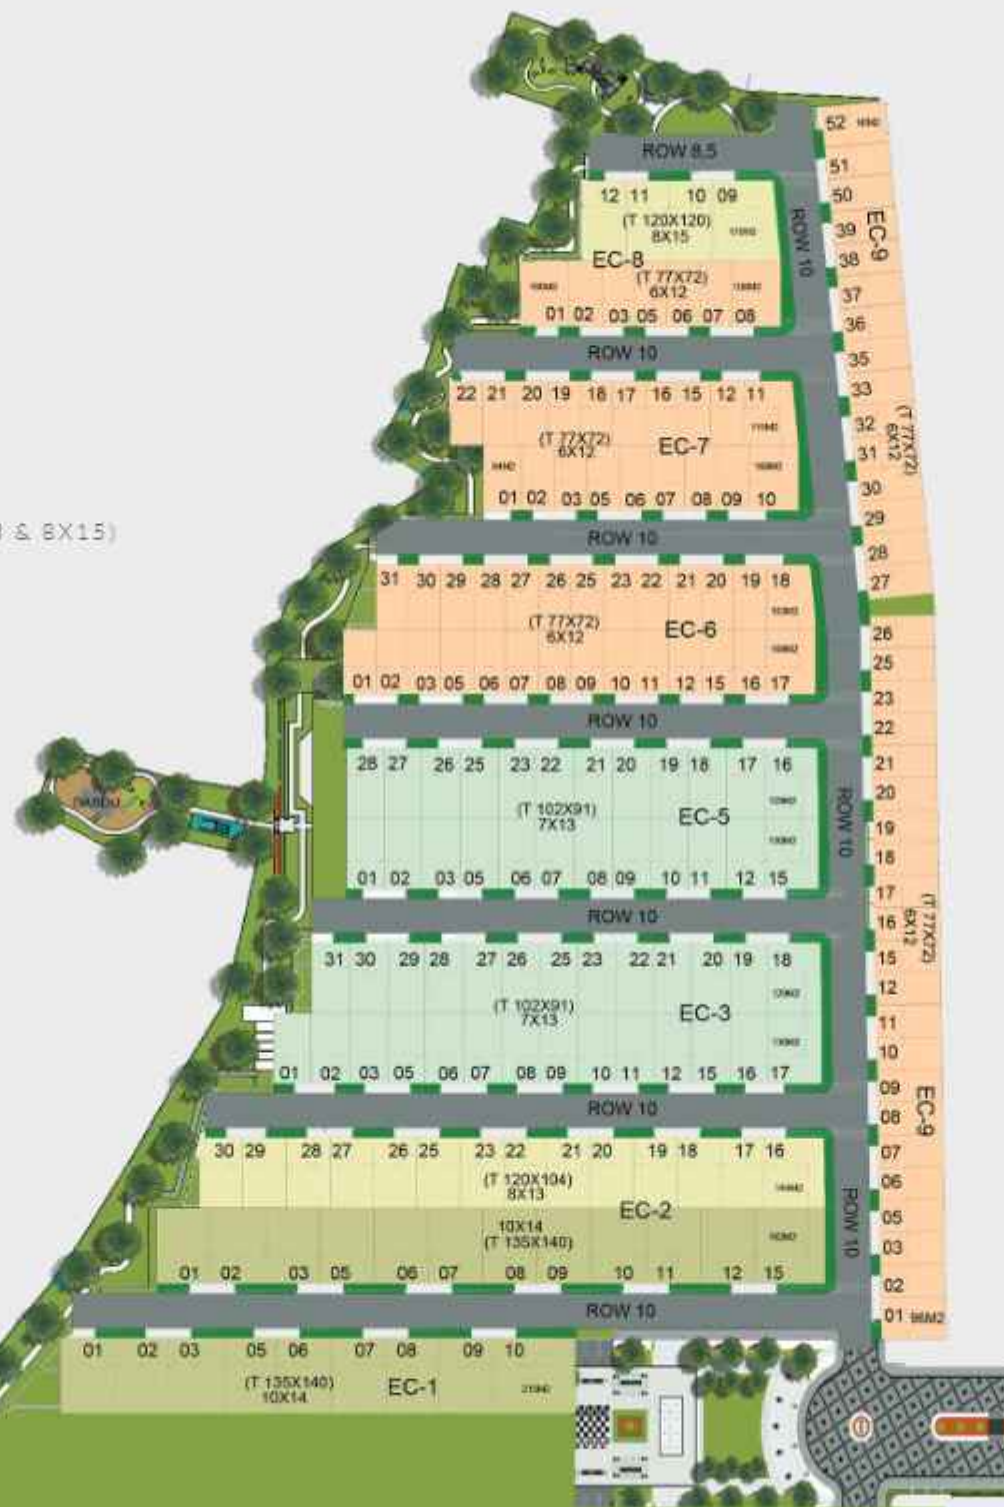 52
51
ROW 8.5
50
12 11 10 09
(T 120X120)
8X15
39
EC-9
ROW 10
EC-8
38
(T 77X72)
6X12
37
01 02 03 05 06 07 08
36
ROW 10
35
22 21 20 19 18 17 16 15 12 11
33
32
(T 77X72)
6X12
(T 77X72)
6X12
EC-7
31
30
01 02 03 05 06 07 08 09 10
29
& 8X15)
ROW 10
28
31 30 29 28 27 26 25 23 22 21 20 19 18
27
(T 77X72)
6X12
EC-6
26
25
01 02 03 05 06 07 08 09 10 11 12 15 16 17
23
ROW 10
22
28 27 26 25 23 22 21 20 19 18 17 16
21
20
(T 102X91)
7X13
EC-5
ROW 10
19
18
01 02 03 05 06 07 08 09 10 11 12 15
17
ROW 10
16
(T 77X72)
6X12
31 30 29 28 27 26 25 23 22 21 20 19 18
15
12
(T 102X91)
7X13
EC-3
11
10
01 02 03 05 06 07 08 09 10 11 12 15 16 17
09
ROW 10
08
EC-9
30 29 28 27 26 25 23 22 21 20 19 18 17 16
07
(T 120X104)
8X13
06
EC-2
ROW 10
05
10X14
(T 135X140)
03
01 02 03 05 06 07 08 09 10 11 12 15
02
ROW 10
01 96M2
01 02 03 05 06 07 08 09 10
(T 135X140)
10X14
EC-1